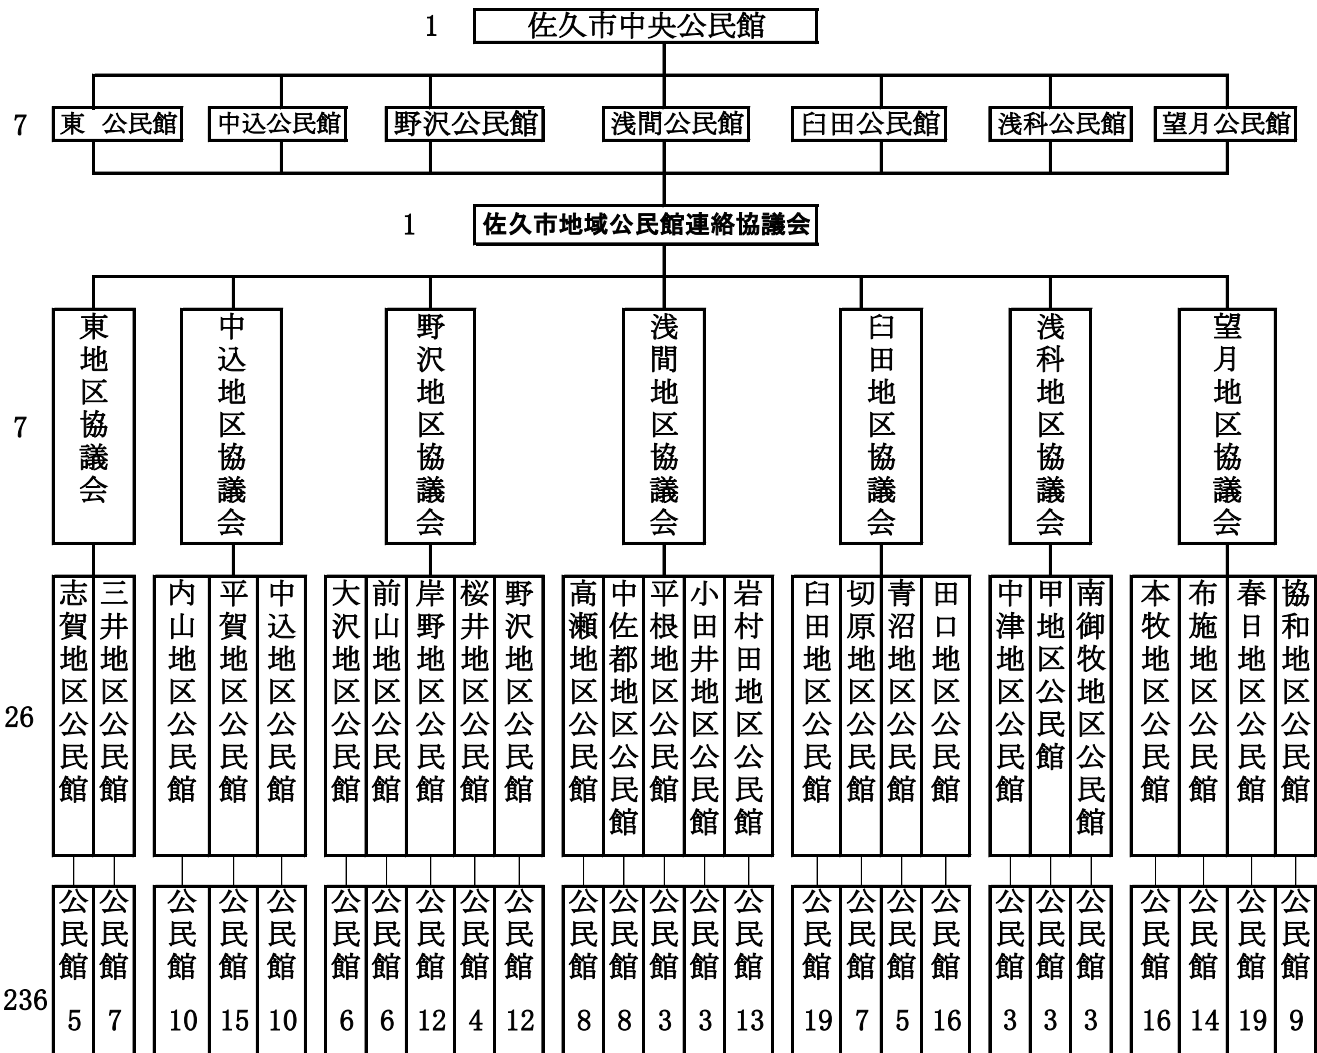 1 佐久市中央公民館
7 東 公民館 中込公民館 野沢公民館 浅間公民館 臼田公民館 浅科公民館 望月公民館
1 佐久市地域公民館連絡協議会
7
東地区協議会
中込地区協議会
野沢地区協議会
浅間地区協議会
臼田地区協議会
浅科地区協議会
望月地区協議会
26
志賀地区公民館
三井地区公民館
内山地区公民館
平賀地区公民館
中込地区公民館
大沢地区公民館
前山地区公民館
岸野地区公民館
桜井地区公民館
野沢地区公民館
高瀬地区公民館
中佐都地区公民館
平根地区公民館
小田井地区公民館
岩村田地区公民館
臼田地区公民館
切原地区公民館
青沼地区公民館
田口地区公民館
中津地区公民館
甲地区公民館
南御牧地区公民館
本牧地区公民館
布施地区公民館
春日地区公民館
協和地区公民館
236
公民館 5
公民館 7
公民館 10
公民館 15
公民館 10
公民館 6
公民館 6
公民館 12
公民館 4
公民館 12
公民館 8
公民館 8
公民館 3
公民館 3
公民館 13
公民館 19
公民館 7
公民館 5
公民館 16
公民館 3
公民館 3
公民館 3
公民館 16
公民館 14
公民館 19
公民館 9